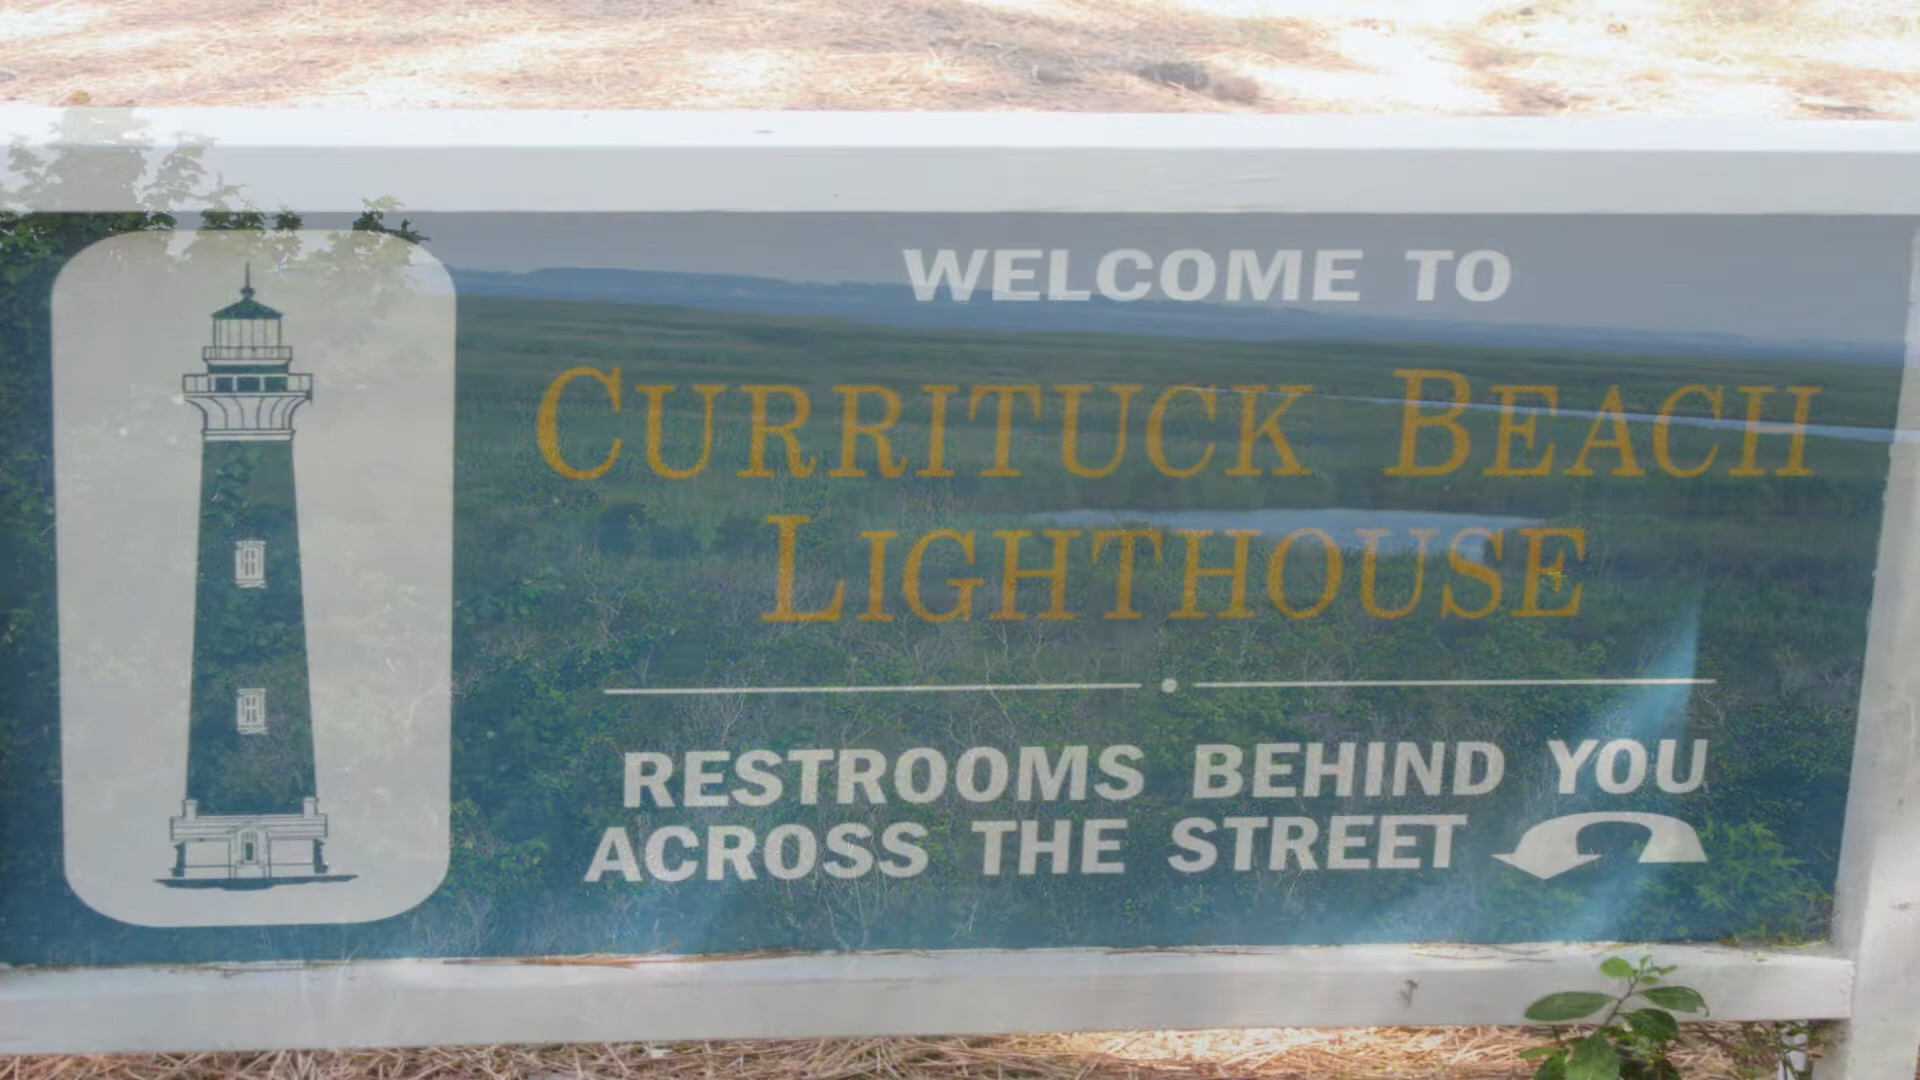 WELCOME TO
CURRITUCK BEACH
LIGHTHOUSE
RESTROOMS BEHIND YOU
ACROSS THE STREET